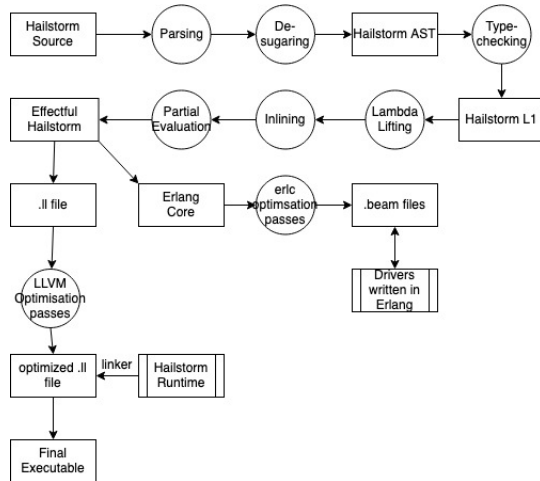 Hailstorm
Source
Parsing
De-
sugaring
Hailstorm AST
Type-
checking
Effectful
Hailstorm
Partial
Evaluation
Inlining
Lambda
Lifting
Hailstorm L1
.ll file
Erlang
Core
erlc
optimsation
passes
.beam files
LLVM
Optimisation
passes
Drivers
written in
Erlang
optimized .ll
file
linker
Hailstorm
Runtime
Final
Executable